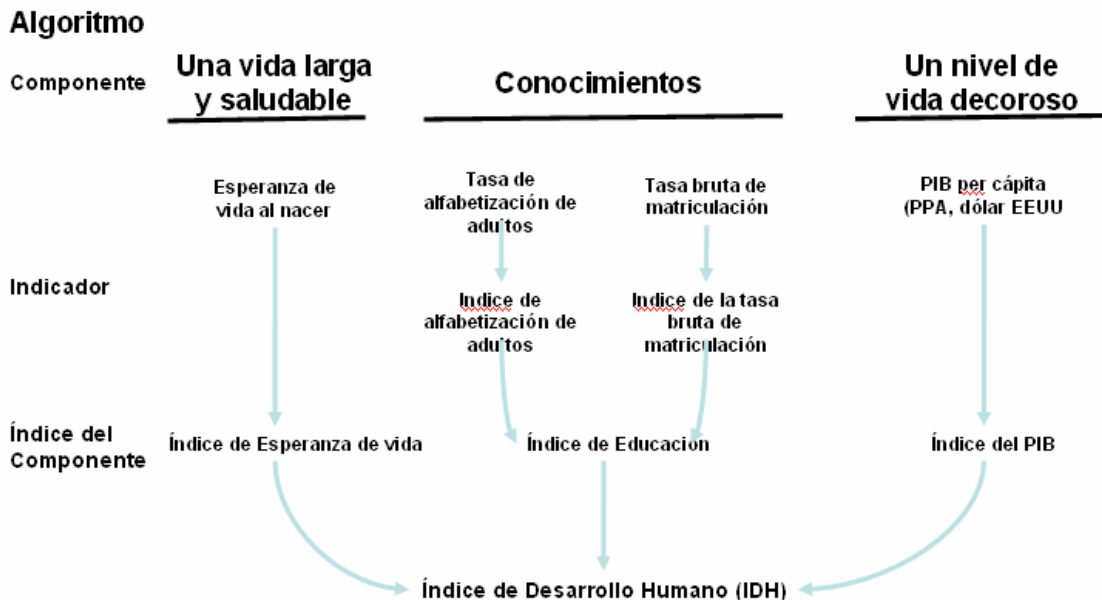 Algoritmo
Componente
Una vida larga
y saludable
Conocimientos
Un nivel de
vida decoroso
Esperanza de
vida al nacer
Tasa de
alfabetización de
adultos
Tasa bruta de
matriculación
PIB per cápita
(PPA, dólar EEUU
Indicador
Indice de
alfabetización de
adultos
Indice de la tasa
bruta de
matriculación
Índice del
Componente
Índice de Esperanza de vida
Índice de Educación
Índice del PIB
Índice de Desarrollo Humano (IDH)